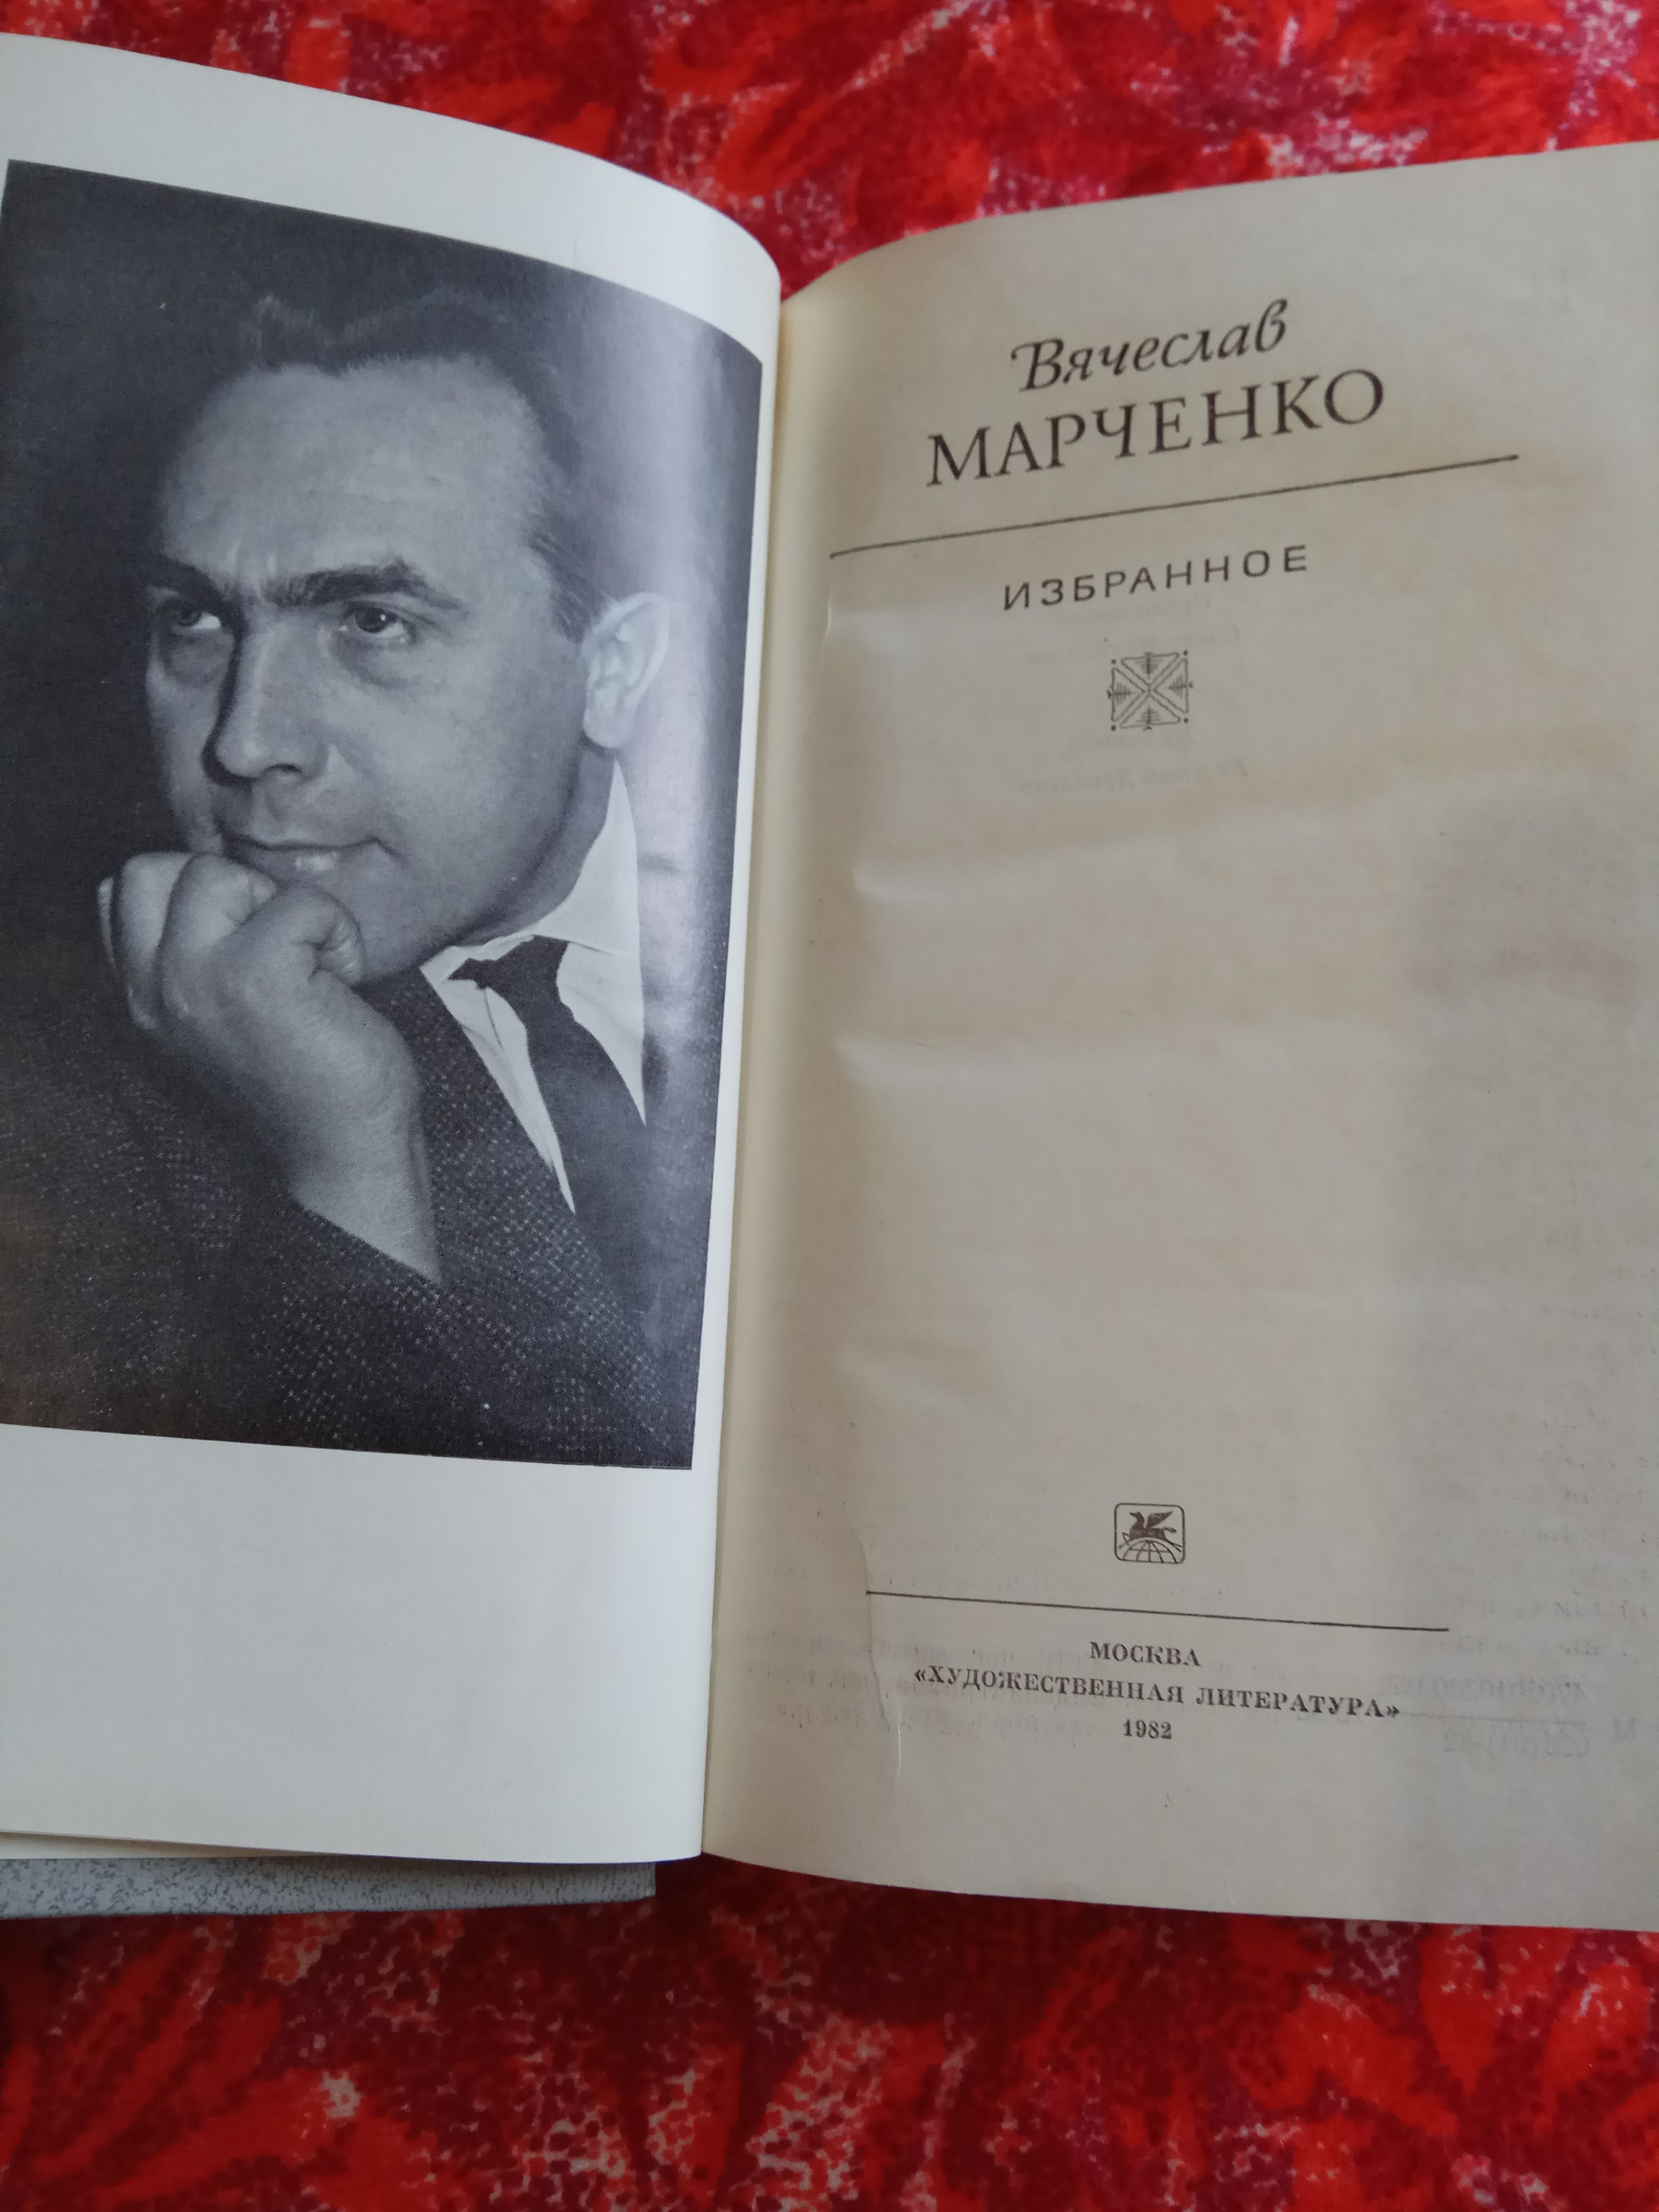 Вячеслав
МАРЧЕНКО
ИЗБРАННОЕ
МОСКВА
«ХУДОЖЕСТВЕННАЯ ЛИТЕРАТУРА»
1982